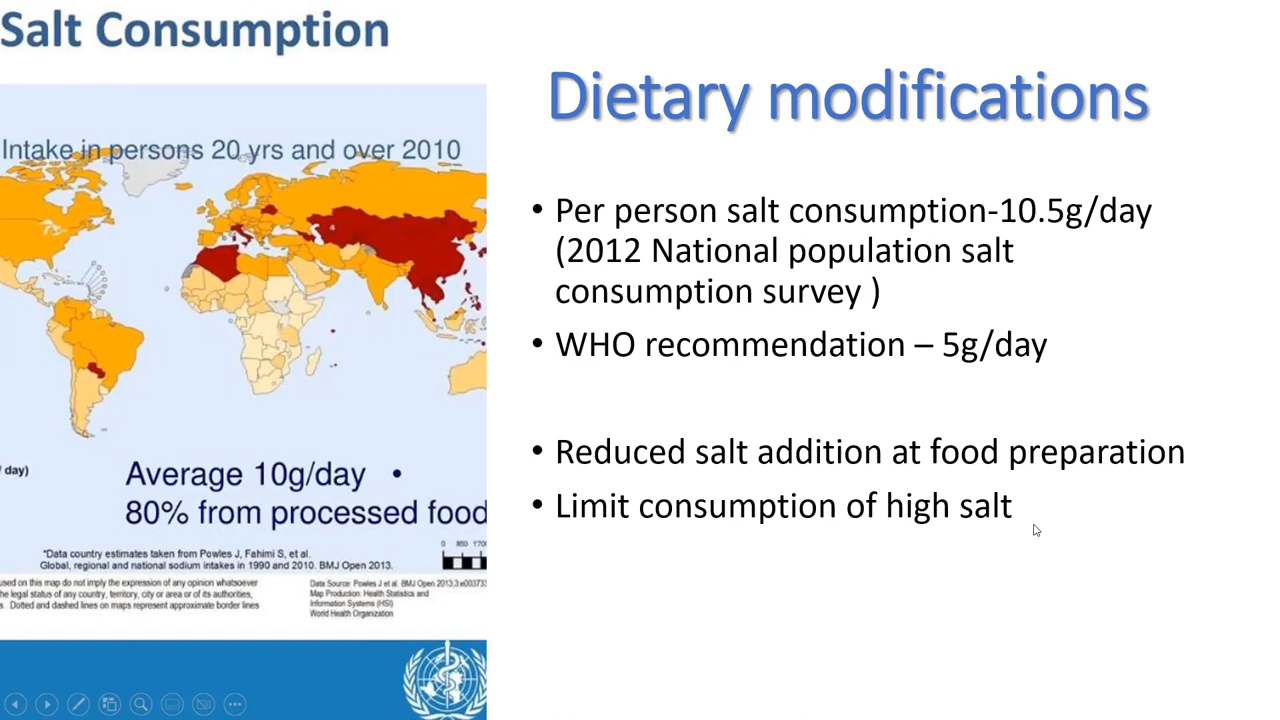 Salt Consumption
Intake in persons 20 yrs and over 2010
/ day)
Average 10g/day •
80% from processed food
*Data country estimates taken from Powles J, Fahimi S, et al.
Global, regional and national sodium intakes in 1990 and 2010. BMJ Open 2013.
0 850 1'700
used on this map do not imply the expression of any opinion whatsoever
he legal status of any country, territory, city or area or of its authorities,
s. Dotted and dashed lines on maps represent approximate border lines
Data Source: Powles J et al. BMJ Open 2013;3:e003733
Map Production: Health Statistics and
Information Systems (HSI)
World Health Organization
Dietary modifications
• Per person salt consumption-10.5g/day
(2012 National population salt
consumption survey )
• WHO recommendation – 5g/day
• Reduced salt addition at food preparation
• Limit consumption of high salt